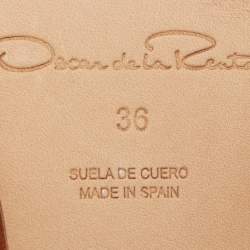 Oscar de la Renta
36
SUELA DE CUERO
MADE IN SPAIN